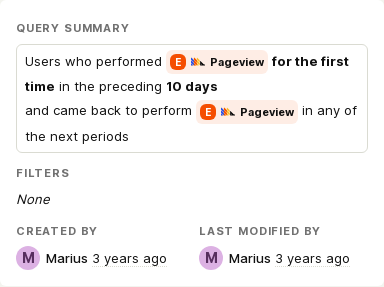 QUERY SUMMARY
Users who performed E Pageview for the first
time in the preceding 10 days
and came back to perform E Pageview in any of
the next periods
FILTERS
None
CREATED BY LAST MODIFIED BY
M Marius 3 years ago M Marius 3 years ago